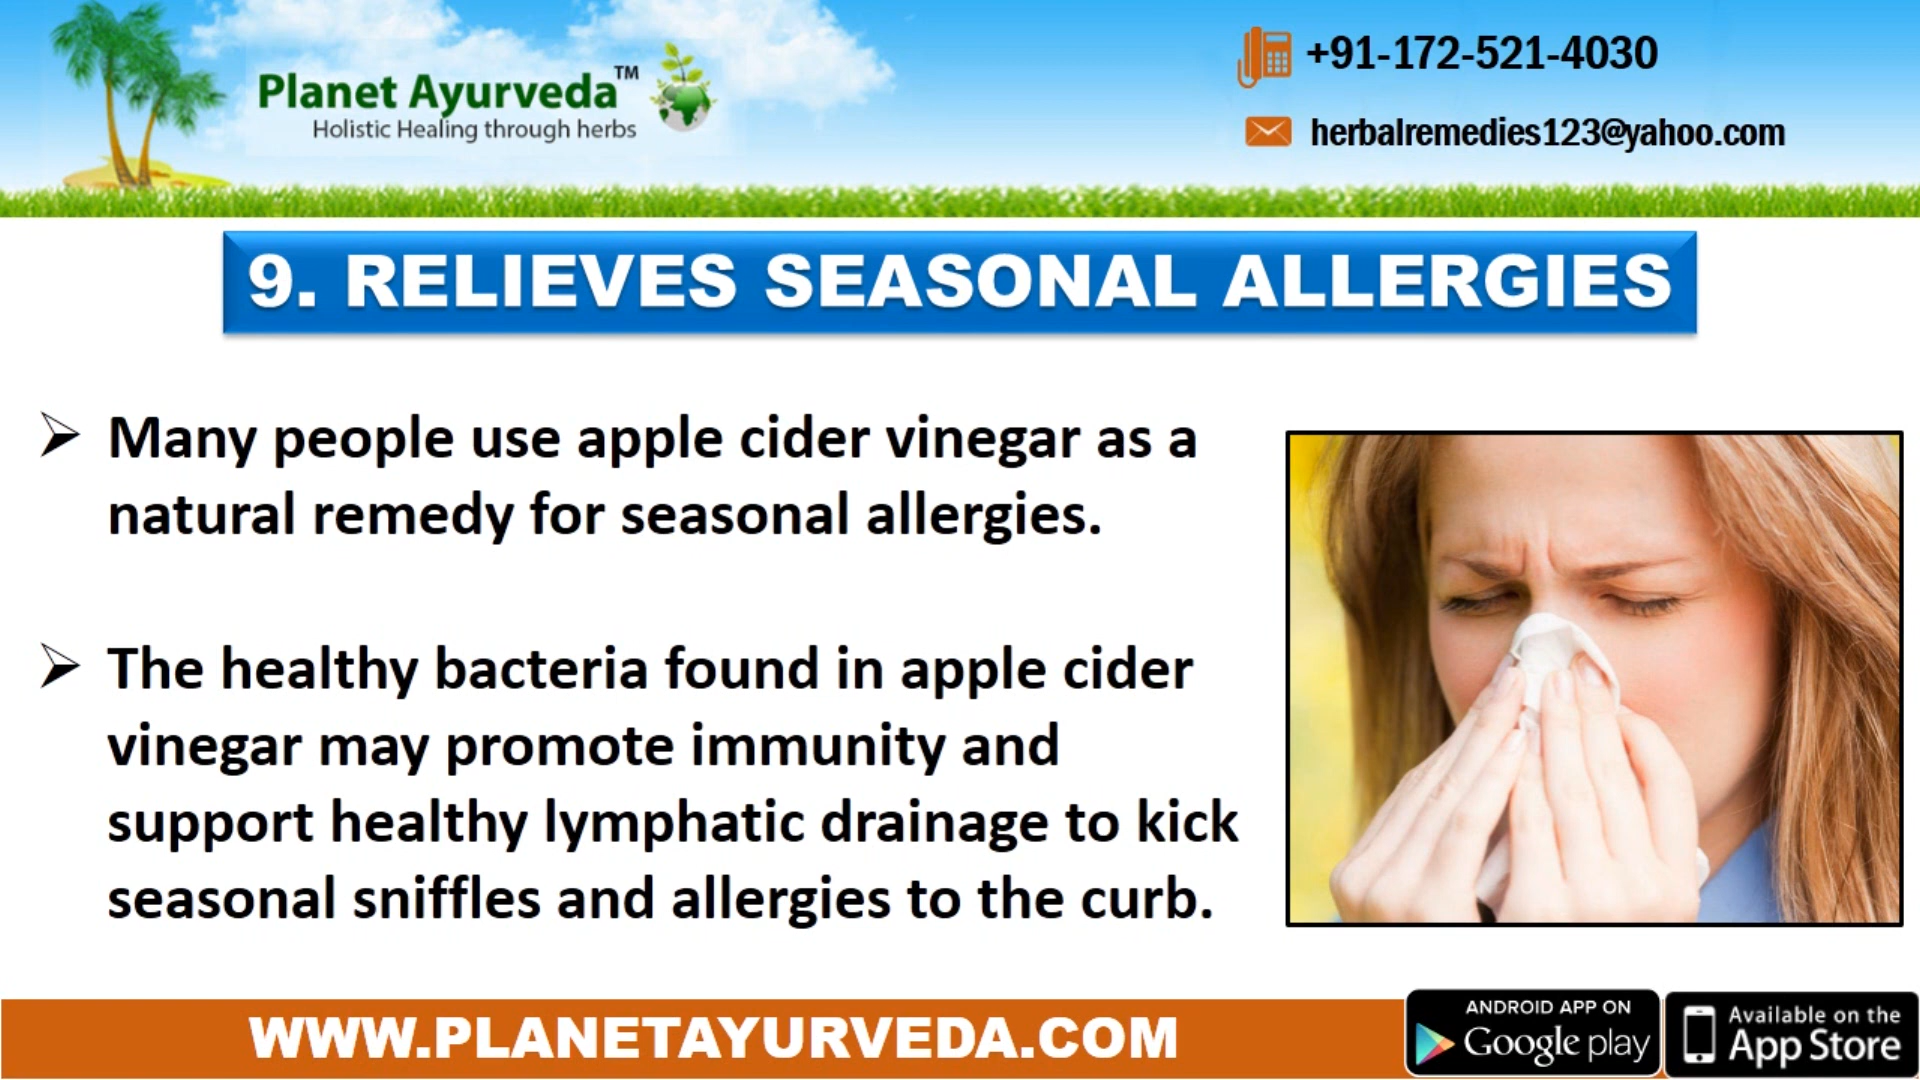 Planet Ayurveda™
Holistic Healing through herbs
+91-172-521-4030
herbalremedies123@yahoo.com
9. RELIEVES SEASONAL ALLERGIES
➢ Many people use apple cider vinegar as a
natural remedy for seasonal allergies.
➢ The healthy bacteria found in apple cider
vinegar may promote immunity and
support healthy lymphatic drainage to kick
seasonal sniffles and allergies to the curb.
WWW.PLANETAYURVEDA.COM
ANDROID APP ON
Google play
Available on the
App Store